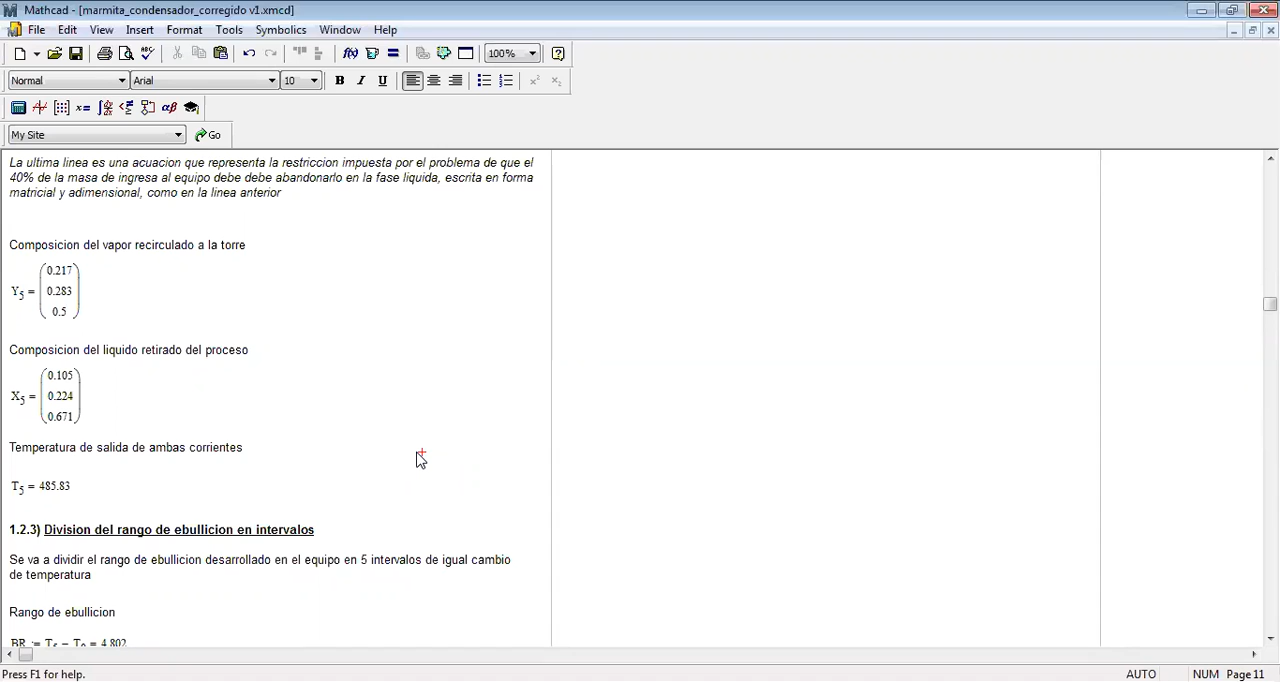 Mathcad - [marmita_condensador_corregido v1.xmcd]
File Edit View Insert Format Tools Symbolics Window Help
100%
Normal Arial 10 B I U
My Site Go
La ultima linea es una acuacion que representa la restriccion impuesta por el problema de que el
40% de la masa de ingresa al equipo debe debe abandonarlo en la fase liquida, escrita en forma
matricial y adimensional, como en la linea anterior
Composicion del vapor recirculado a la torre
0.217
Y5 = 0.283
0.5
Composicion del liquido retirado del proceso
0.105
X5 = 0.224
0.671
Temperatura de salida de ambas corrientes
T5 = 485.83
1.2.3) Division del rango de ebullicion en intervalos
Se va a dividir el rango de ebullicion desarrollado en el equipo en 5 intervalos de igual cambio
de temperatura
Rango de ebullicion
BR := T5 − T0 = 4.802
Press F1 for help. AUTO NUM Page 11